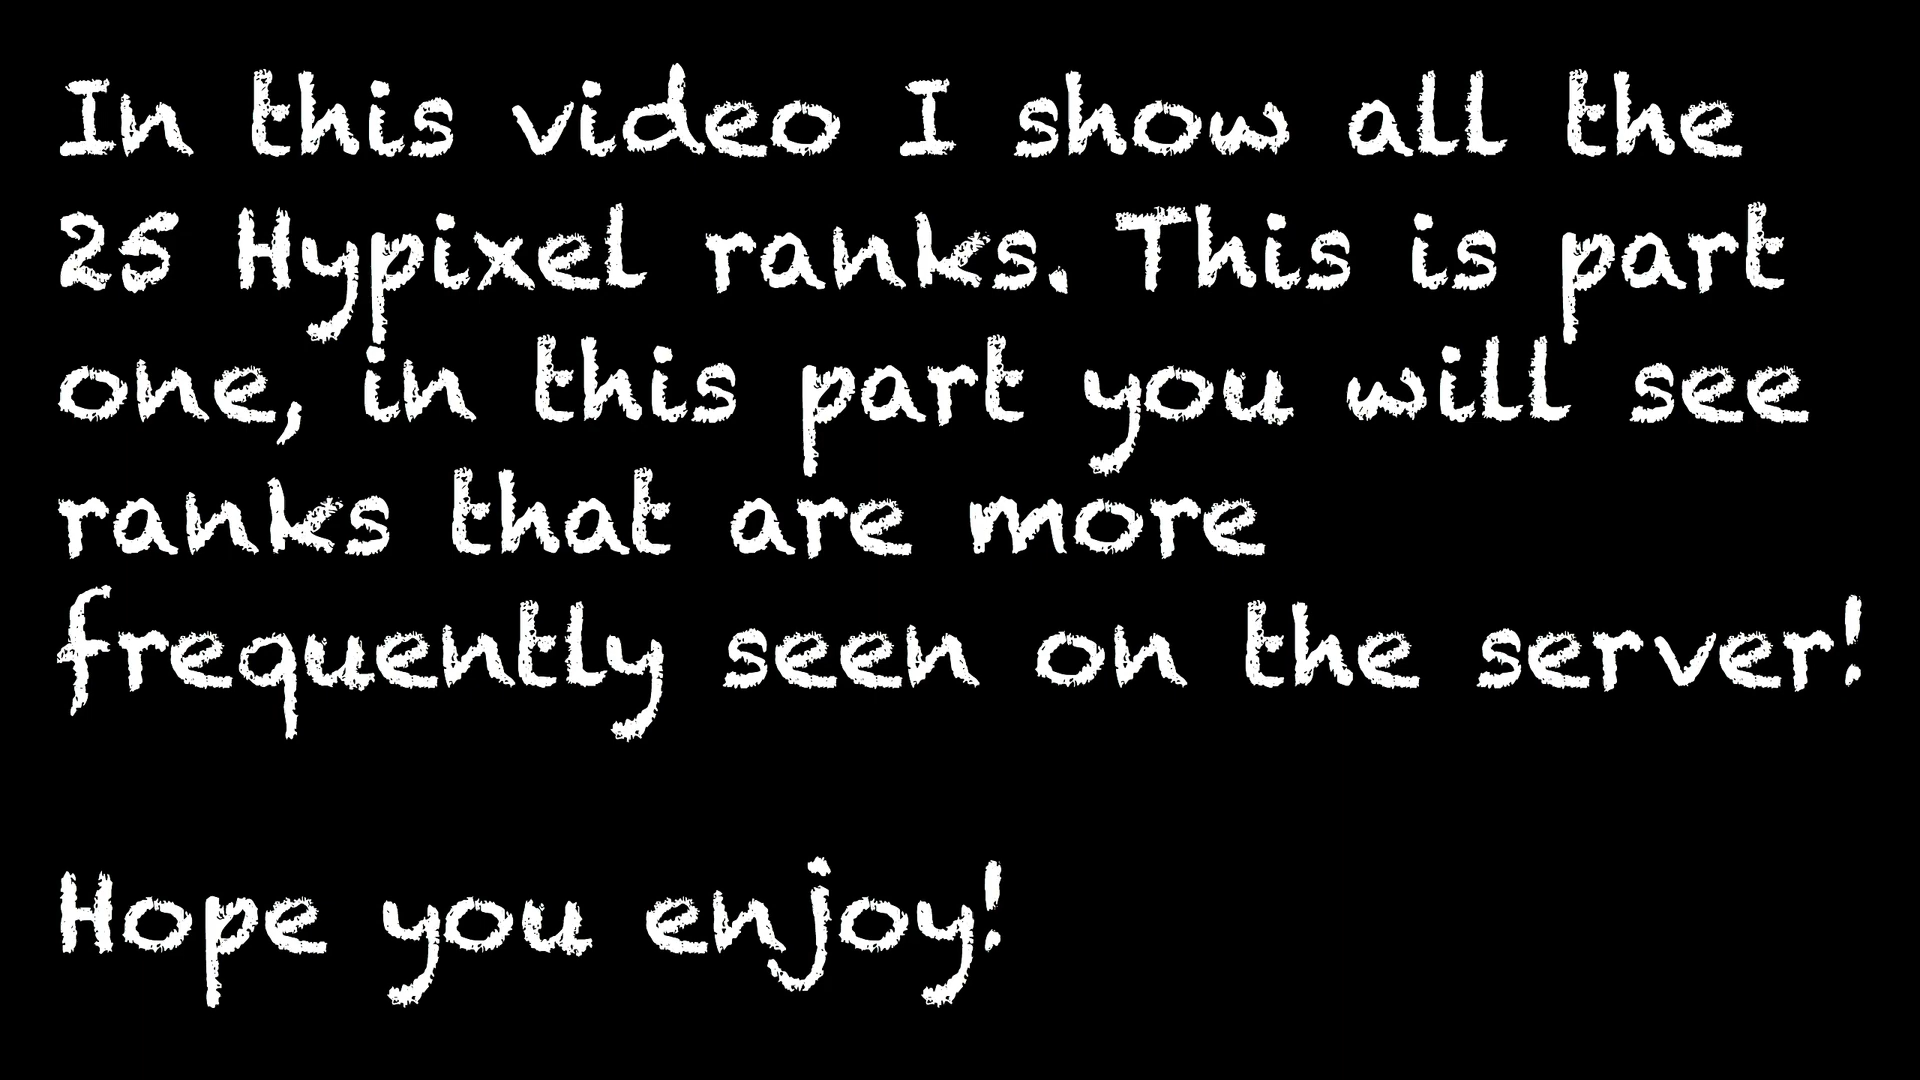 In this video I show all the
25 Hypixel ranks. This is part
one, in this part you will see
ranks that are more
frequently seen on the server!
Hope you enjoy!